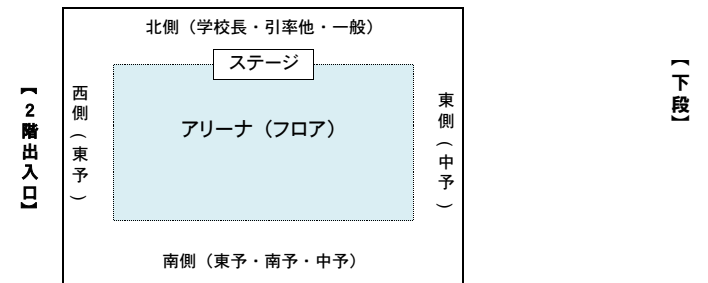 北側（学校長・引率他・一般）
ステージ
【２階出入口】
西側（東予）
アリーナ（フロア）
東側（中予）
【下段】
南側（東予・南予・中予）